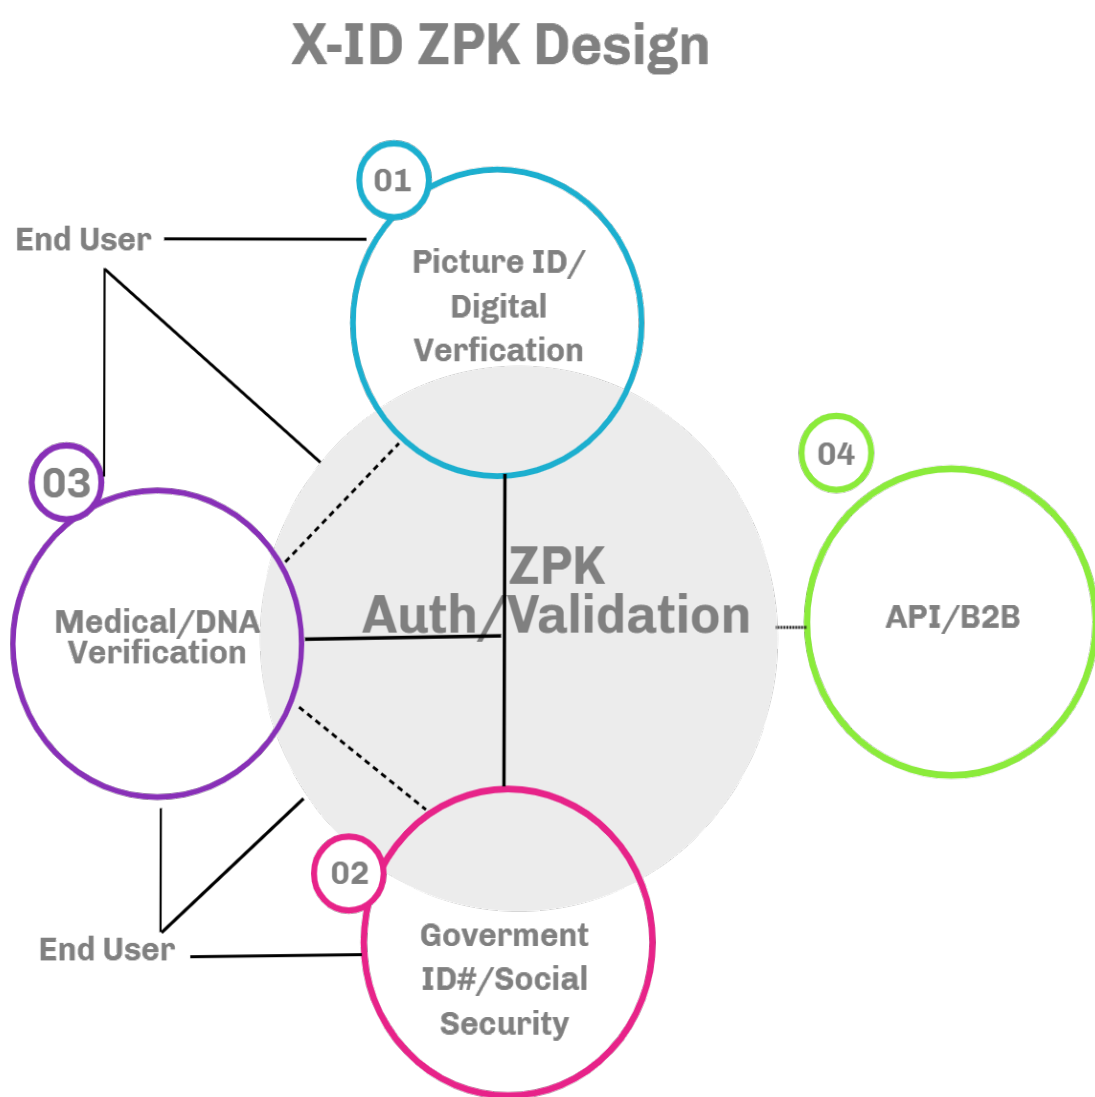 X-ID ZPK Design
01
End User
Picture ID/
Digital
Verfication
03
04
ZPK
Auth/Validation
Medical/DNA
Verification
API/B2B
02
End User
Goverment
ID#/Social
Security